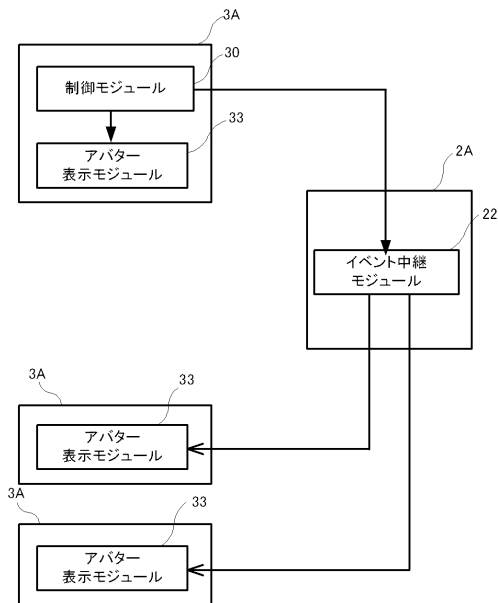 3A
30
制御モジュール
33
アバター
表示モジュール
2A
22
イベント中継
モジュール
3A
33
アバター
表示モジュール
3A
33
アバター
表示モジュール